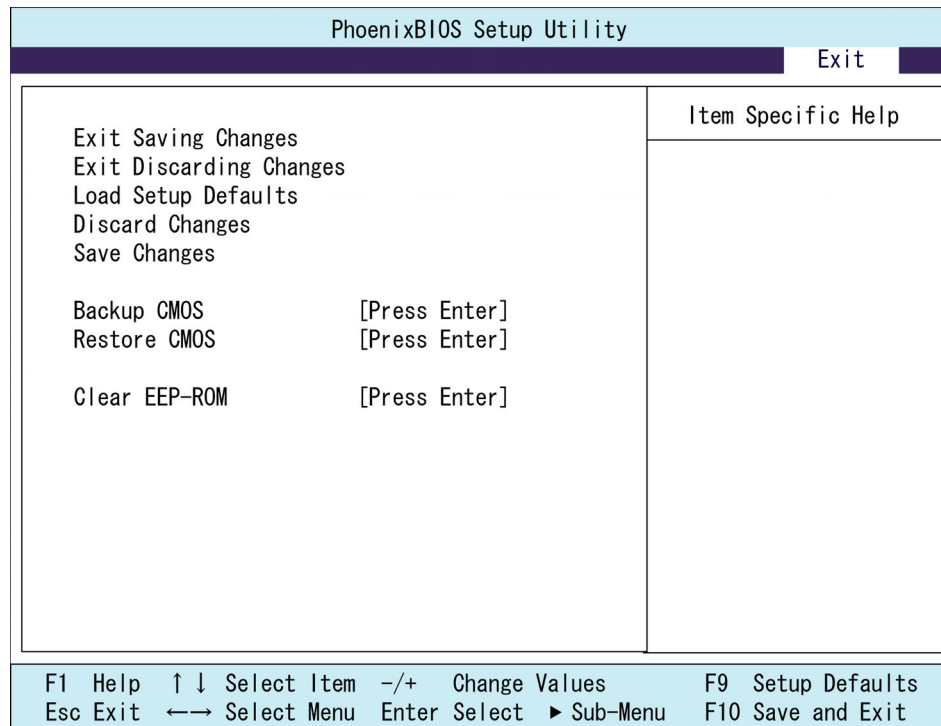 PhoenixBIOS Setup Utility
Exit
Item Specific Help
Exit Saving Changes
Exit Discarding Changes
Load Setup Defaults
Discard Changes
Save Changes
Backup CMOS [Press Enter]
Restore CMOS [Press Enter]
Clear EEP-ROM [Press Enter]
F1 Help ↑↓ Select Item -/+ Change Values F9 Setup Defaults
Esc Exit ←→ Select Menu Enter Select ▶ Sub-Menu F10 Save and Exit